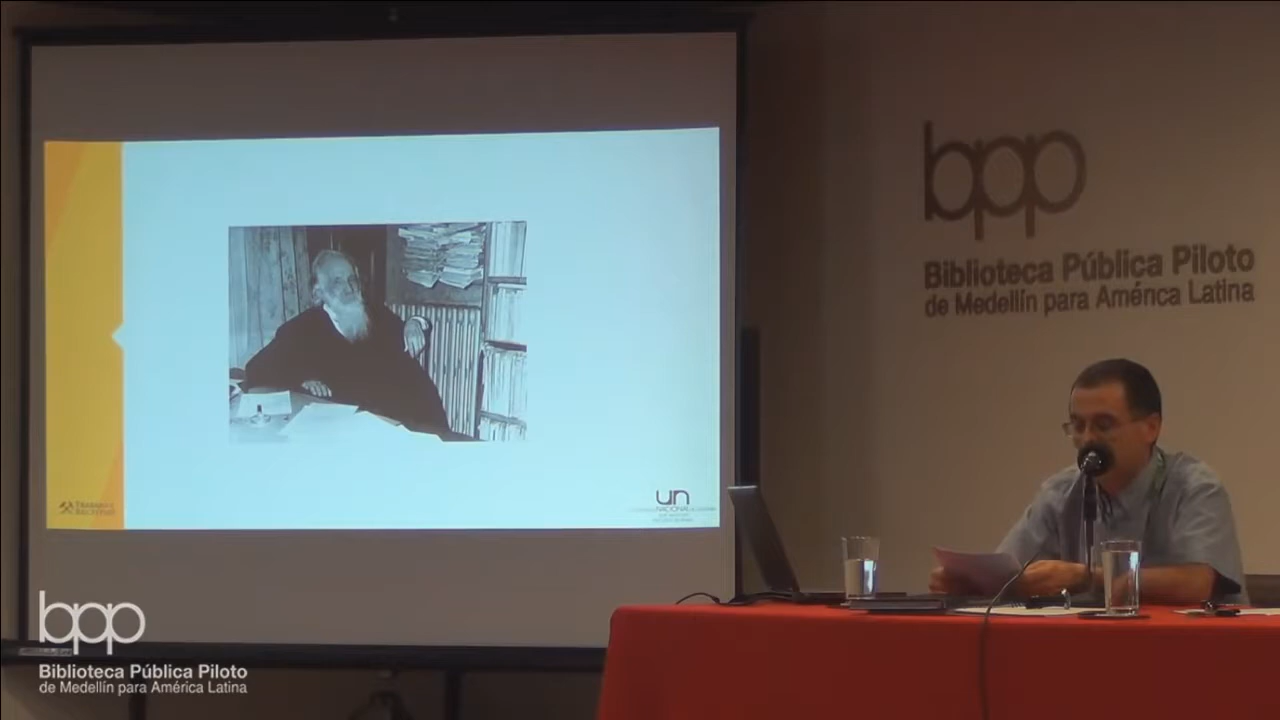 bpp
Biblioteca Pública Piloto
de Medellín para América Latina
un
NACIONAL
bpp
Biblioteca Pública Piloto
de Medellín para América Latina